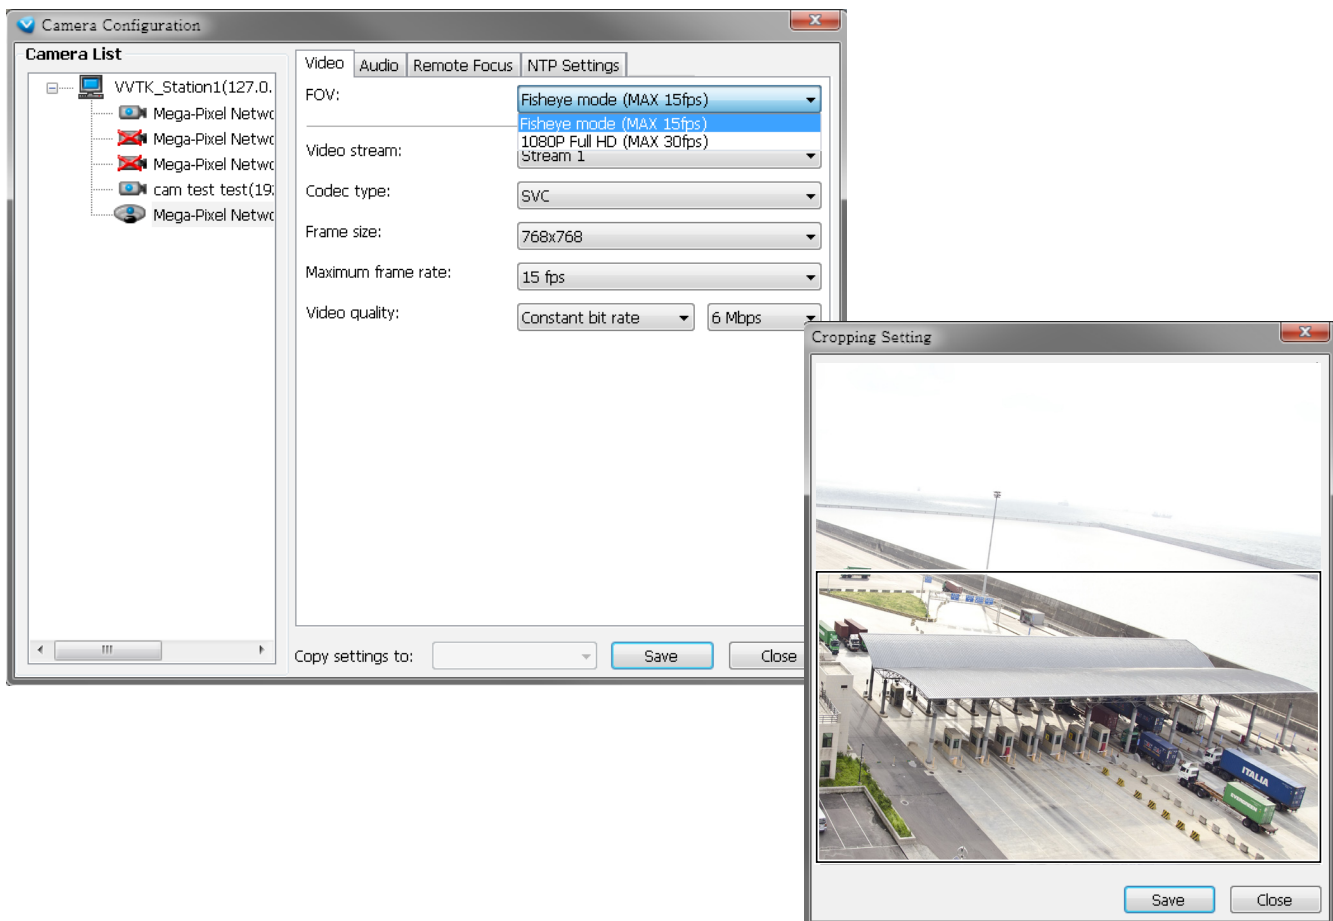 Camera Configuration
Camera List
VVTK_Station1(127.0.
Mega-Pixel Netwo
Mega-Pixel Netwo
Mega-Pixel Netwo
cam test test(19
Mega-Pixel Netwo
Video Audio Remote Focus NTP Settings
FOV: Fisheye mode (MAX 15fps)
Fisheye mode (MAX 15fps)
1080P Full HD (MAX 30fps)
Video stream: Stream 1
Codec type: SVC
Frame size: 768x768
Maximum frame rate: 15 fps
Video quality: Constant bit rate 6 Mbps
Copy settings to: Save Close
Cropping Setting
ITALIA
EVERGREEN
Save Close